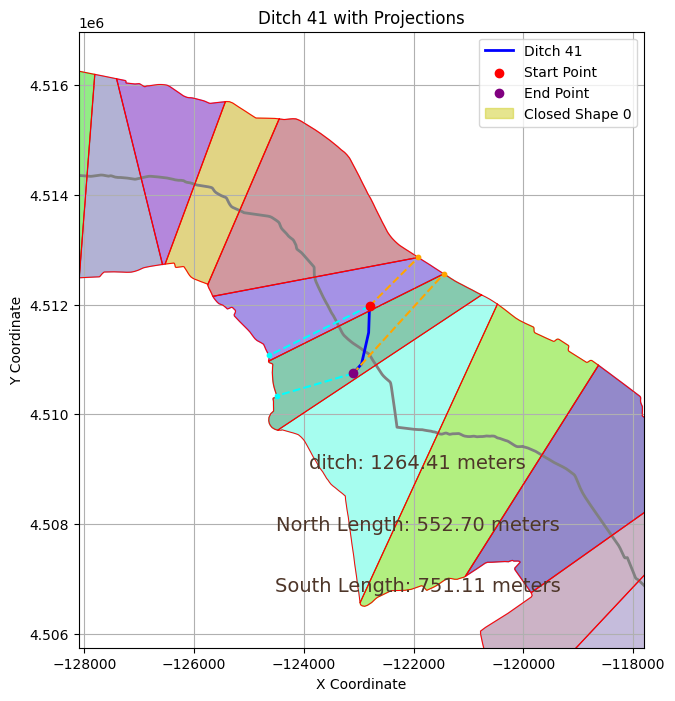 Ditch 41 with Projections
1e6
Ditch 41
Start Point
End Point
Closed Shape 0
4.516
4.514
4.512
4.510
4.508
4.506
Y Coordinate
ditch: 1264.41 meters
North Length: 552.70 meters
South Length: 751.11 meters
−128000 −126000 −124000 −122000 −120000 −118000
X Coordinate